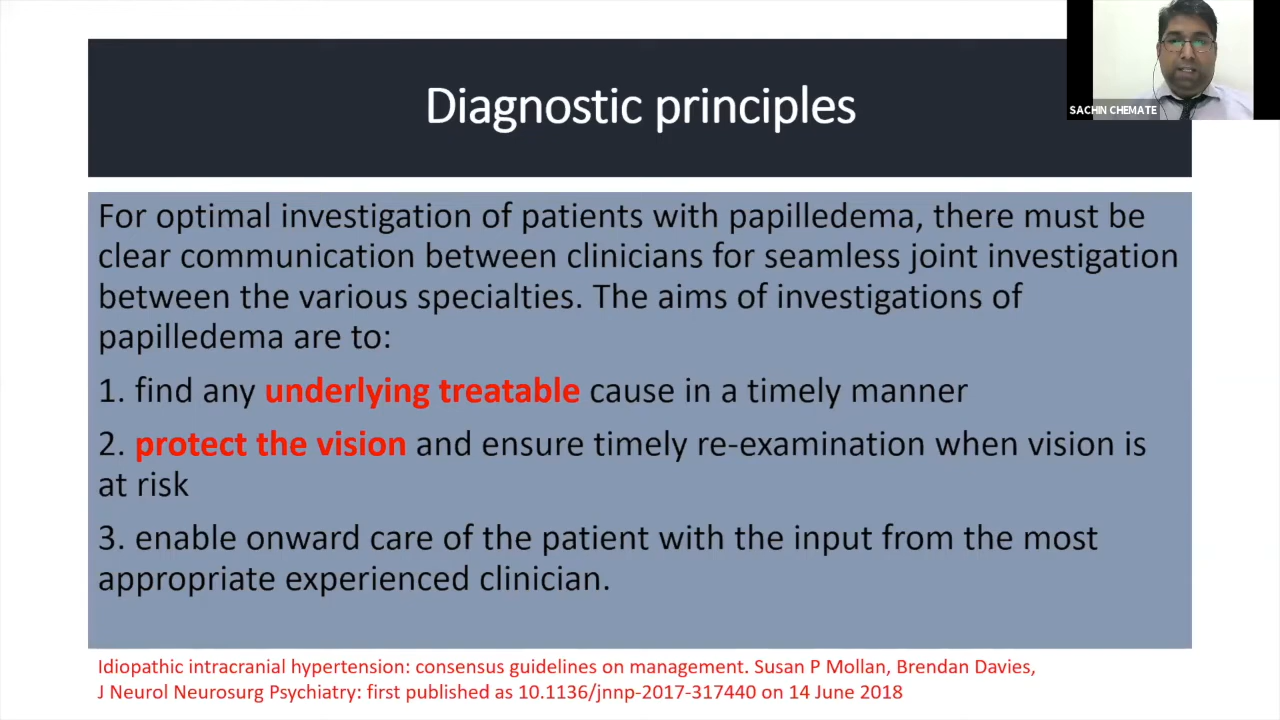 Diagnostic principles
SACHIN CHEMATE
For optimal investigation of patients with papilledema, there must be
clear communication between clinicians for seamless joint investigation
between the various specialties. The aims of investigations of
papilledema are to:
1. find any underlying treatable cause in a timely manner
2. protect the vision and ensure timely re-examination when vision is
at risk
3. enable onward care of the patient with the input from the most
appropriate experienced clinician.
Idiopathic intracranial hypertension: consensus guidelines on management. Susan P Mollan, Brendan Davies,
J Neurol Neurosurg Psychiatry: first published as 10.1136/jnnp-2017-317440 on 14 June 2018